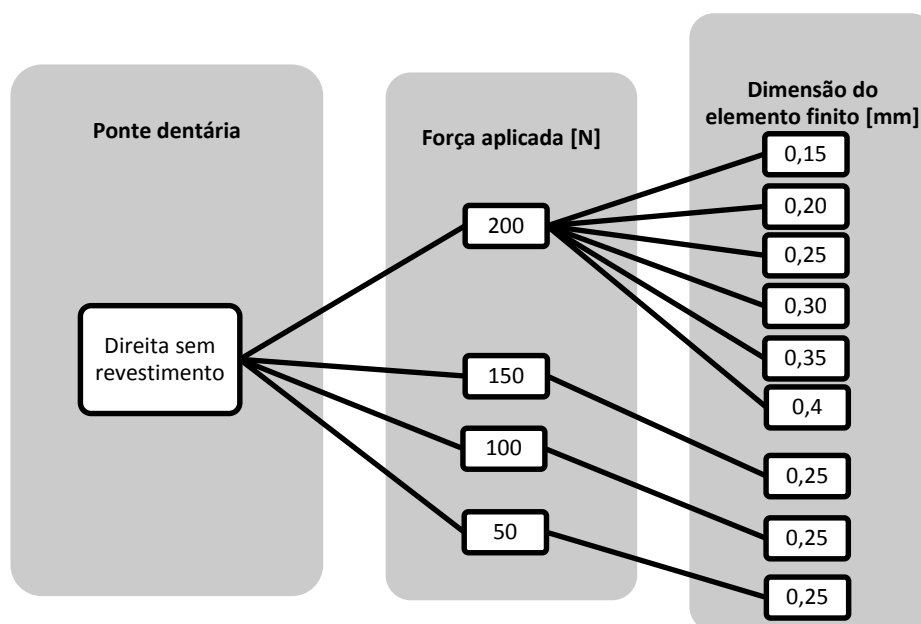 Ponte dentária
Direita sem
revestimento
Força aplicada [N]
200
150
100
50
Dimensão do
elemento finito [mm]
0,15
0,20
0,25
0,30
0,35
0,4
0,25
0,25
0,25